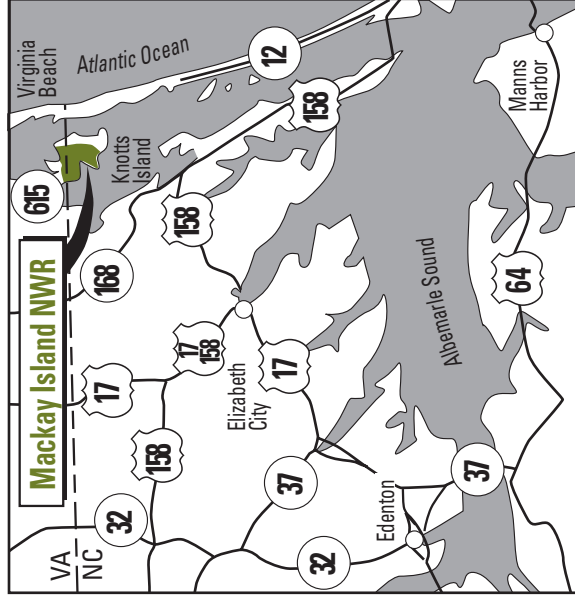 Virginia
Beach
Atlantic Ocean
12
615
Knotts
Island
158
Manns
Harbor
Mackay Island NWR
168
158
17
17
158
Elizabeth
City
17
Albemarle Sound
64
VA
NC
32
158
37
32
Edenton
37